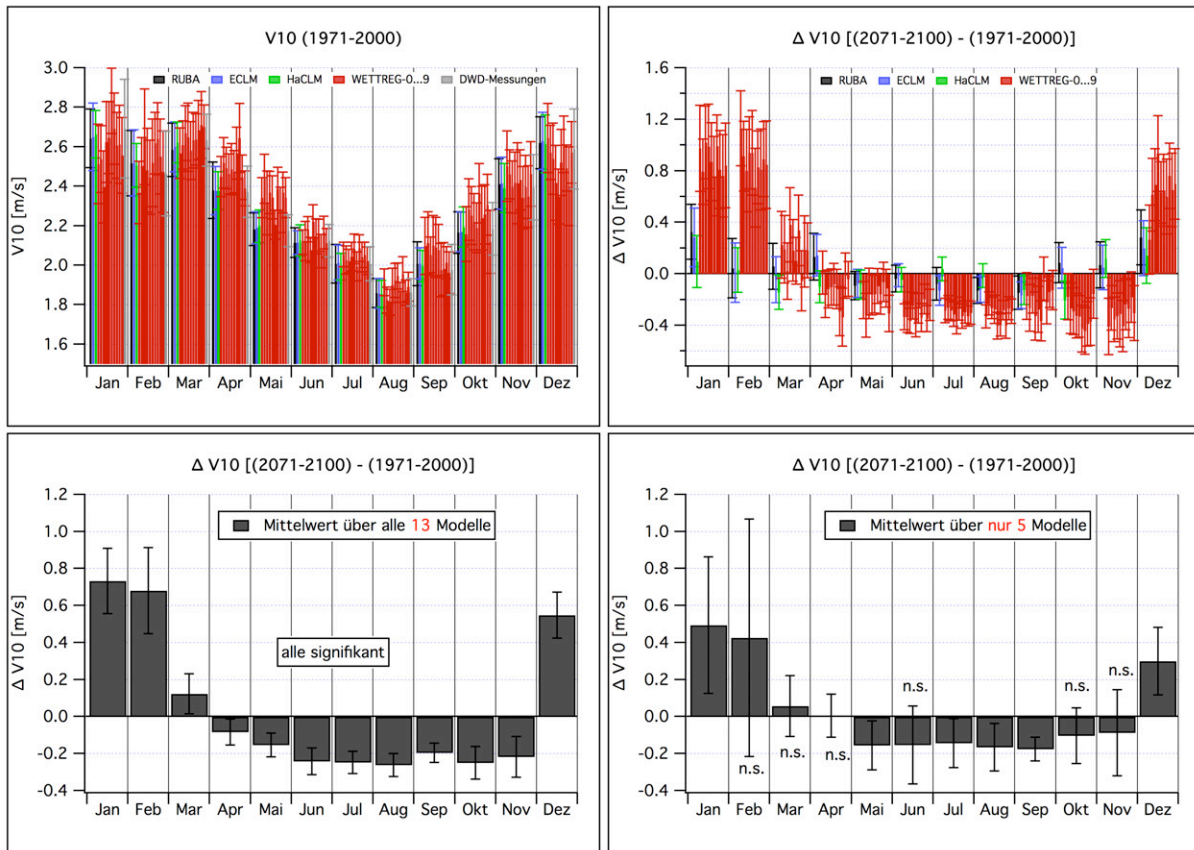 V10 (1971-2000)
RUBA ECLM HaCLM WETTREG-0...9 DWD-Messungen
V10 [m/s]
3.0
2.8
2.6
2.4
2.2
2.0
1.8
1.6
Jan Feb Mar Apr Mai Jun Jul Aug Sep Okt Nov Dez
Δ V10 [(2071-2100) - (1971-2000)]
RUBA ECLM HaCLM WETTREG-0...9
Δ V10 [m/s]
1.6
1.2
0.8
0.4
0.0
-0.4
Jan Feb Mar Apr Mai Jun Jul Aug Sep Okt Nov Dez
Δ V10 [(2071-2100) - (1971-2000)]
Mittelwert über alle 13 Modelle
alle signifikant
Δ V10 [m/s]
1.2
1.0
0.8
0.6
0.4
0.2
0.0
-0.2
-0.4
Jan Feb Mar Apr Mai Jun Jul Aug Sep Okt Nov Dez
Δ V10 [(2071-2100) - (1971-2000)]
Mittelwert über nur 5 Modelle
Δ V10 [m/s]
1.2
1.0
0.8
0.6
0.4
0.2
0.0
-0.2
-0.4
n.s.
n.s.
n.s.
n.s.
n.s.
n.s.
Jan Feb Mar Apr Mai Jun Jul Aug Sep Okt Nov Dez